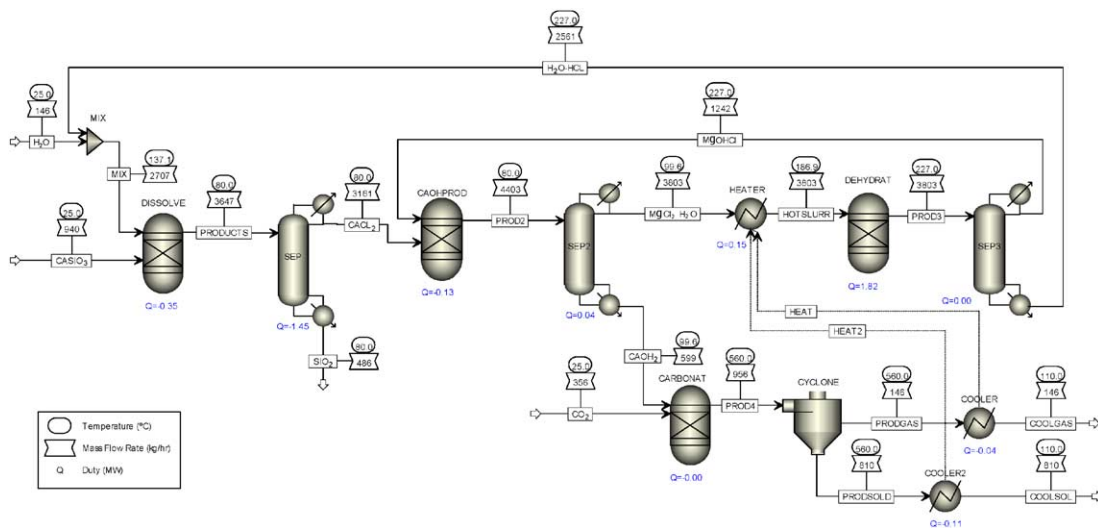 227.0
2561
H₂O-HCL
25.0
146
H₂O
MIX
227.0
1242
MgOHCl
137.1
2707
MIX
80.0
3647
PRODUCTS
80.0
3161
CACL₂
80.0
4403
PROD2
99.6
3803
MgCl₂ H₂O
186.9
3803
HOTSLURR
227.0
3803
PROD3
25.0
940
CASIO₃
DISSOLVE
Q=-0.35
SEP
Q=-1.45
CAOHPROD
Q=-0.13
SEP2
Q=0.04
HEATER
Q=0.15
DEHYDRAT
Q=1.82
SEP3
Q=0.00
HEAT
HEAT2
80.0
486
SIO₂
99.6
599
CAOH₂
25.0
356
CO₂
CARBONAT
Q=-0.00
560.0
956
PROD4
CYCLONE
560.0
146
PRODGAS
COOLER
Q=-0.04
110.0
146
COOLGAS
560.0
810
PRODSOLD
COOLER2
Q=-0.11
110.0
810
COOLSOL
Temperature (°C)
Mass Flow Rate (kg/hr)
Q Duty (MW)